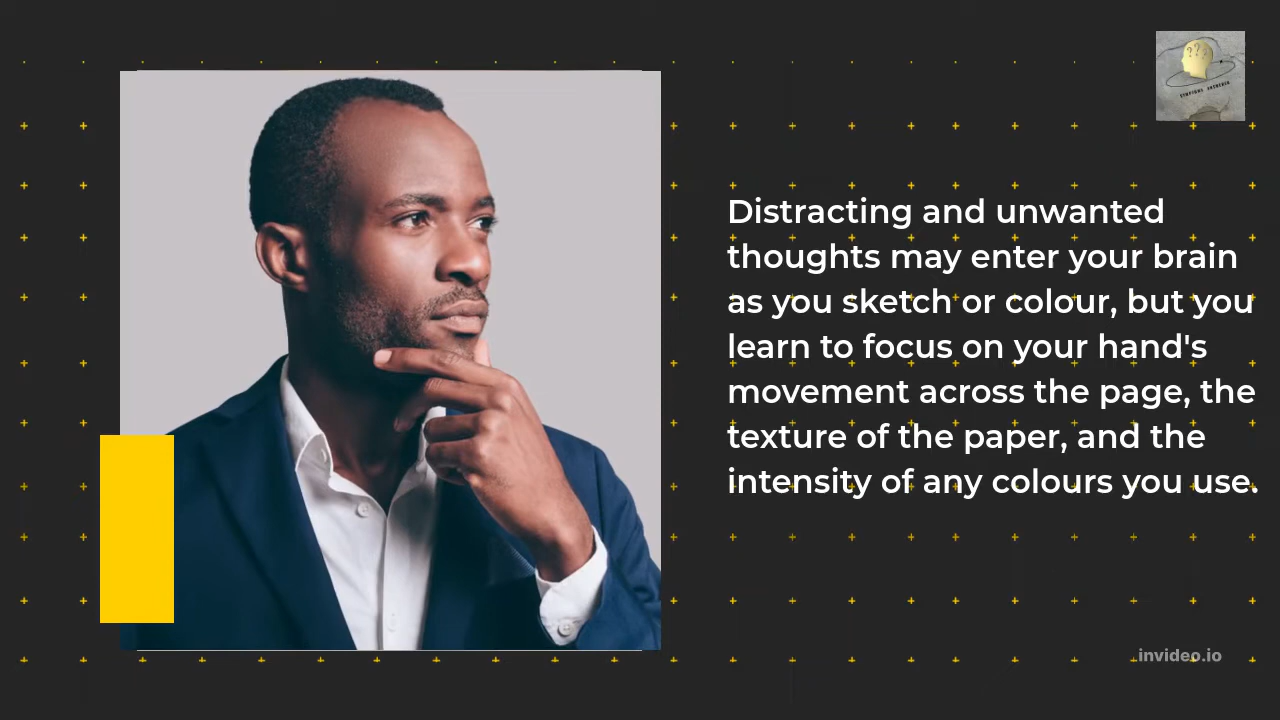 ???
Distracting and unwanted
thoughts may enter your brain
as you sketch or colour, but you
learn to focus on your hand's
movement across the page, the
texture of the paper, and the
intensity of any colours you use.
invideo.io